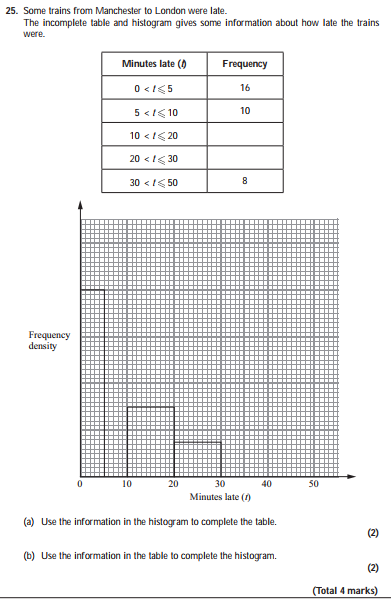 25. Some trains from Manchester to London were late.
The incomplete table and histogram gives some information about how late the trains
were.
Minutes late (t) Frequency
0 < t ⩽ 5 16
5 < t ⩽ 10 10
10 < t ⩽ 20
20 < t ⩽ 30
30 < t ⩽ 50 8
Frequency
density
0 10 20 30 40 50
Minutes late (t)
(a) Use the information in the histogram to complete the table.
(2)
(b) Use the information in the table to complete the histogram.
(2)
(Total 4 marks)